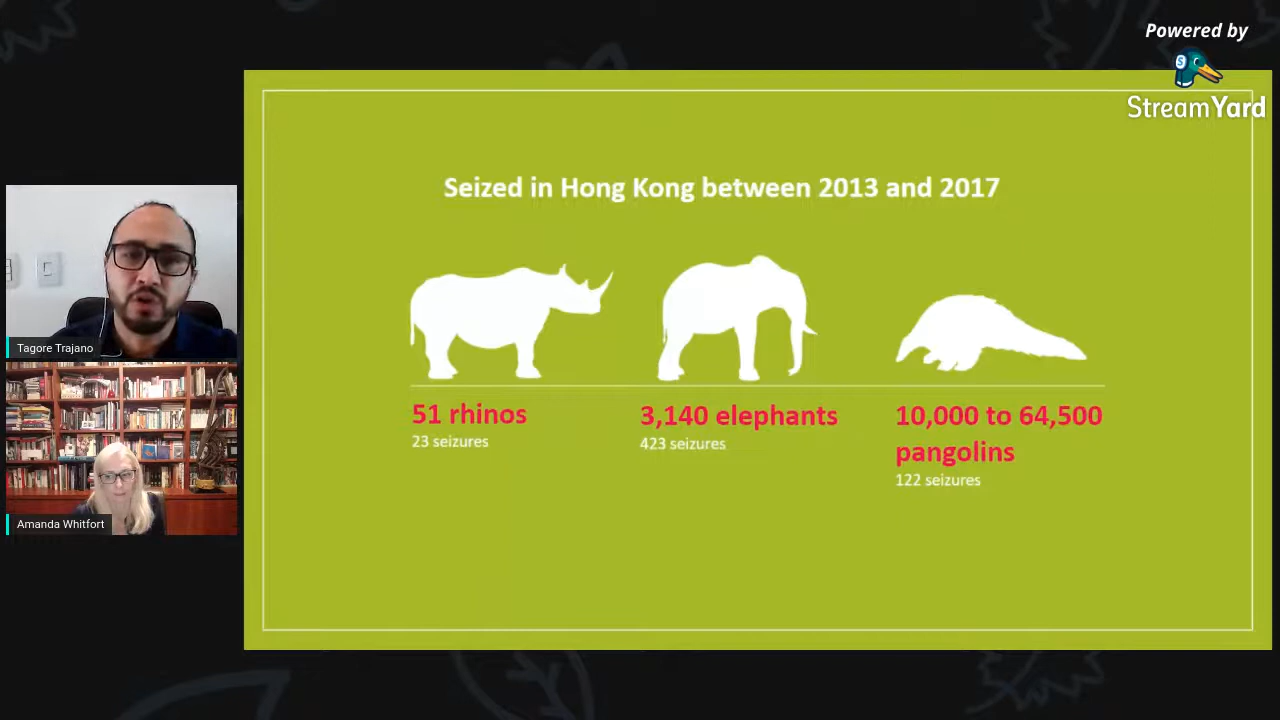 Powered by
StreamYard
Seized in Hong Kong between 2013 and 2017
51 rhinos
23 seizures
3,140 elephants
423 seizures
10,000 to 64,500
pangolins
122 seizures
Tagore Trajano
Amanda Whitfort